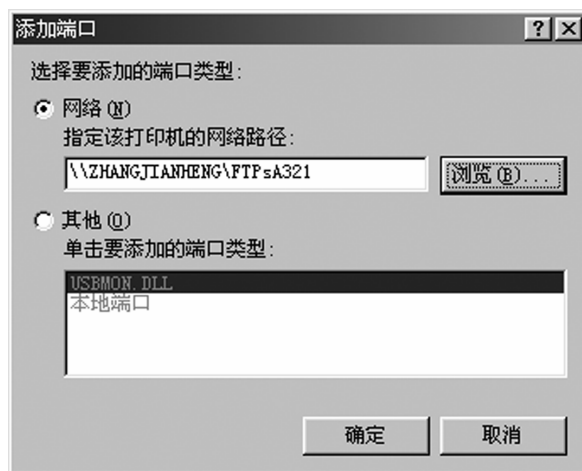 添加端口
选择要添加的端口类型:
网络(N)
指定该打印机的网络路径:
\\ZHANGJIANHENG\FTPsA321
浏览(B)...
其他(O)
单击要添加的端口类型:
USBMON.DLL
本地端口
确定
取消